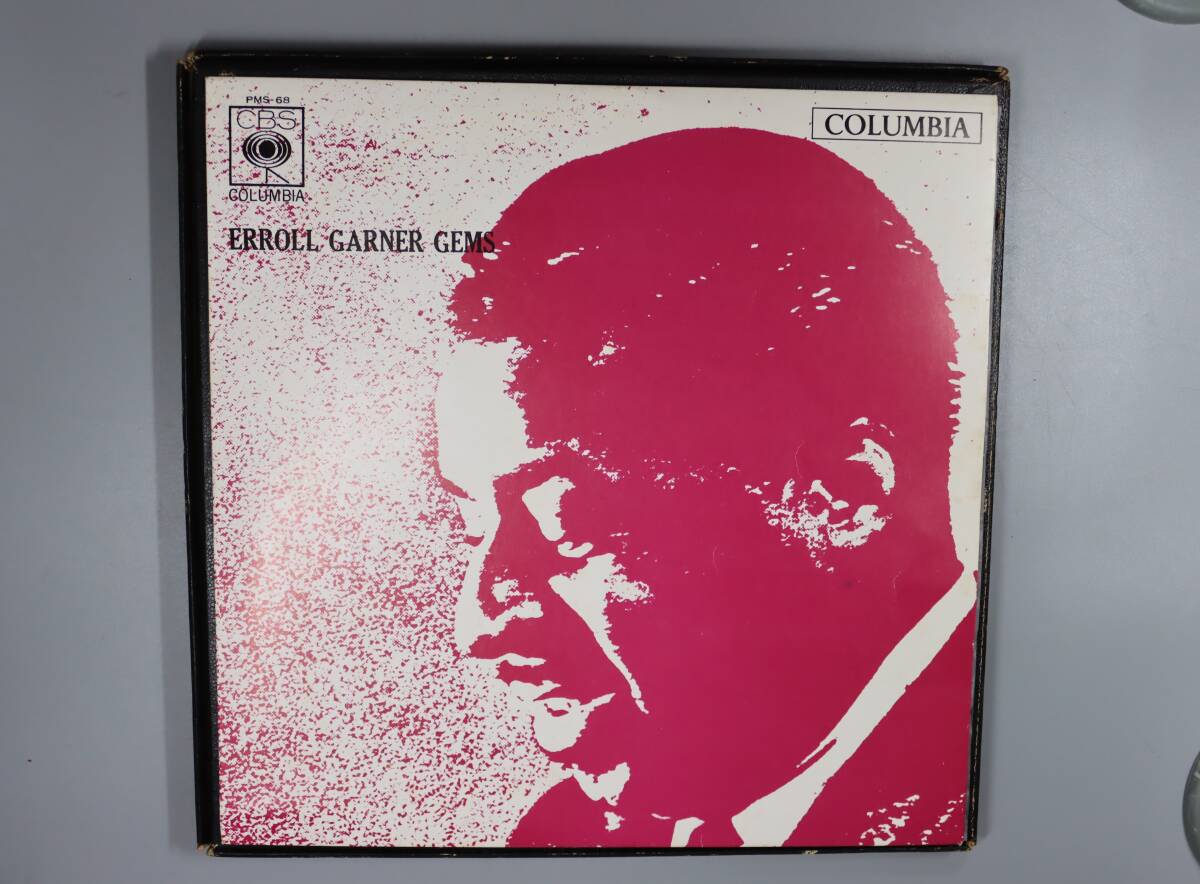 PMS-68
CBS
COLUMBIA
COLUMBIA
ERROLL GARNER GEMS